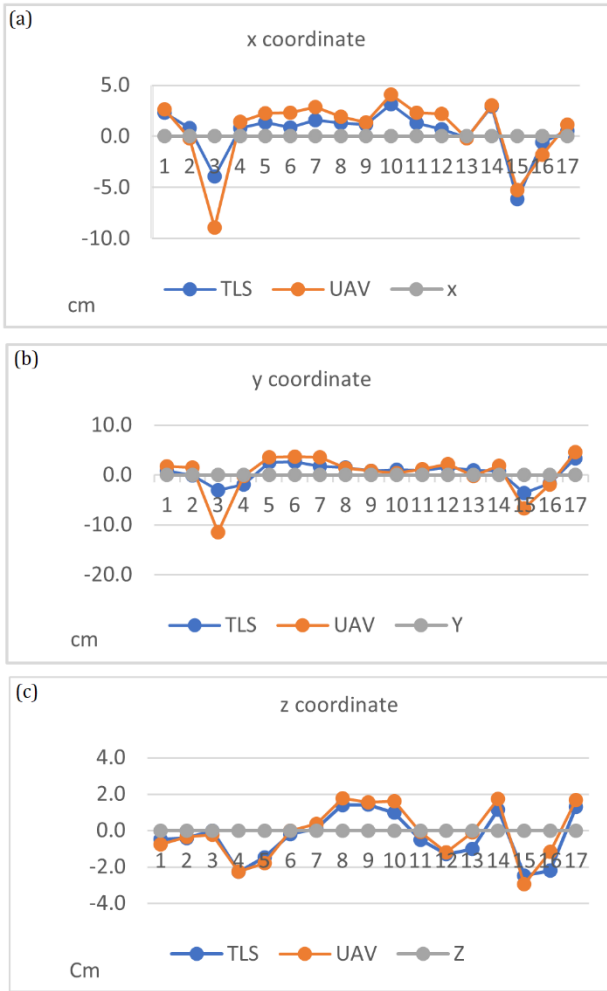 (a)
x coordinate
5.0
0.0
-5.0
-10.0
1 2 3 4 5 6 7 8 9 10 11 12 13 14 15 16 17
TLS UAV x
cm
(b)
y coordinate
10.0
0.0
-10.0
-20.0
1 2 3 4 5 6 7 8 9 10 11 12 13 14 15 16 17
TLS UAV Y
cm
(c)
z coordinate
4.0
2.0
0.0
-2.0
-4.0
1 2 3 4 5 6 7 8 9 10 11 12 13 14 15 16 17
TLS UAV Z
Cm